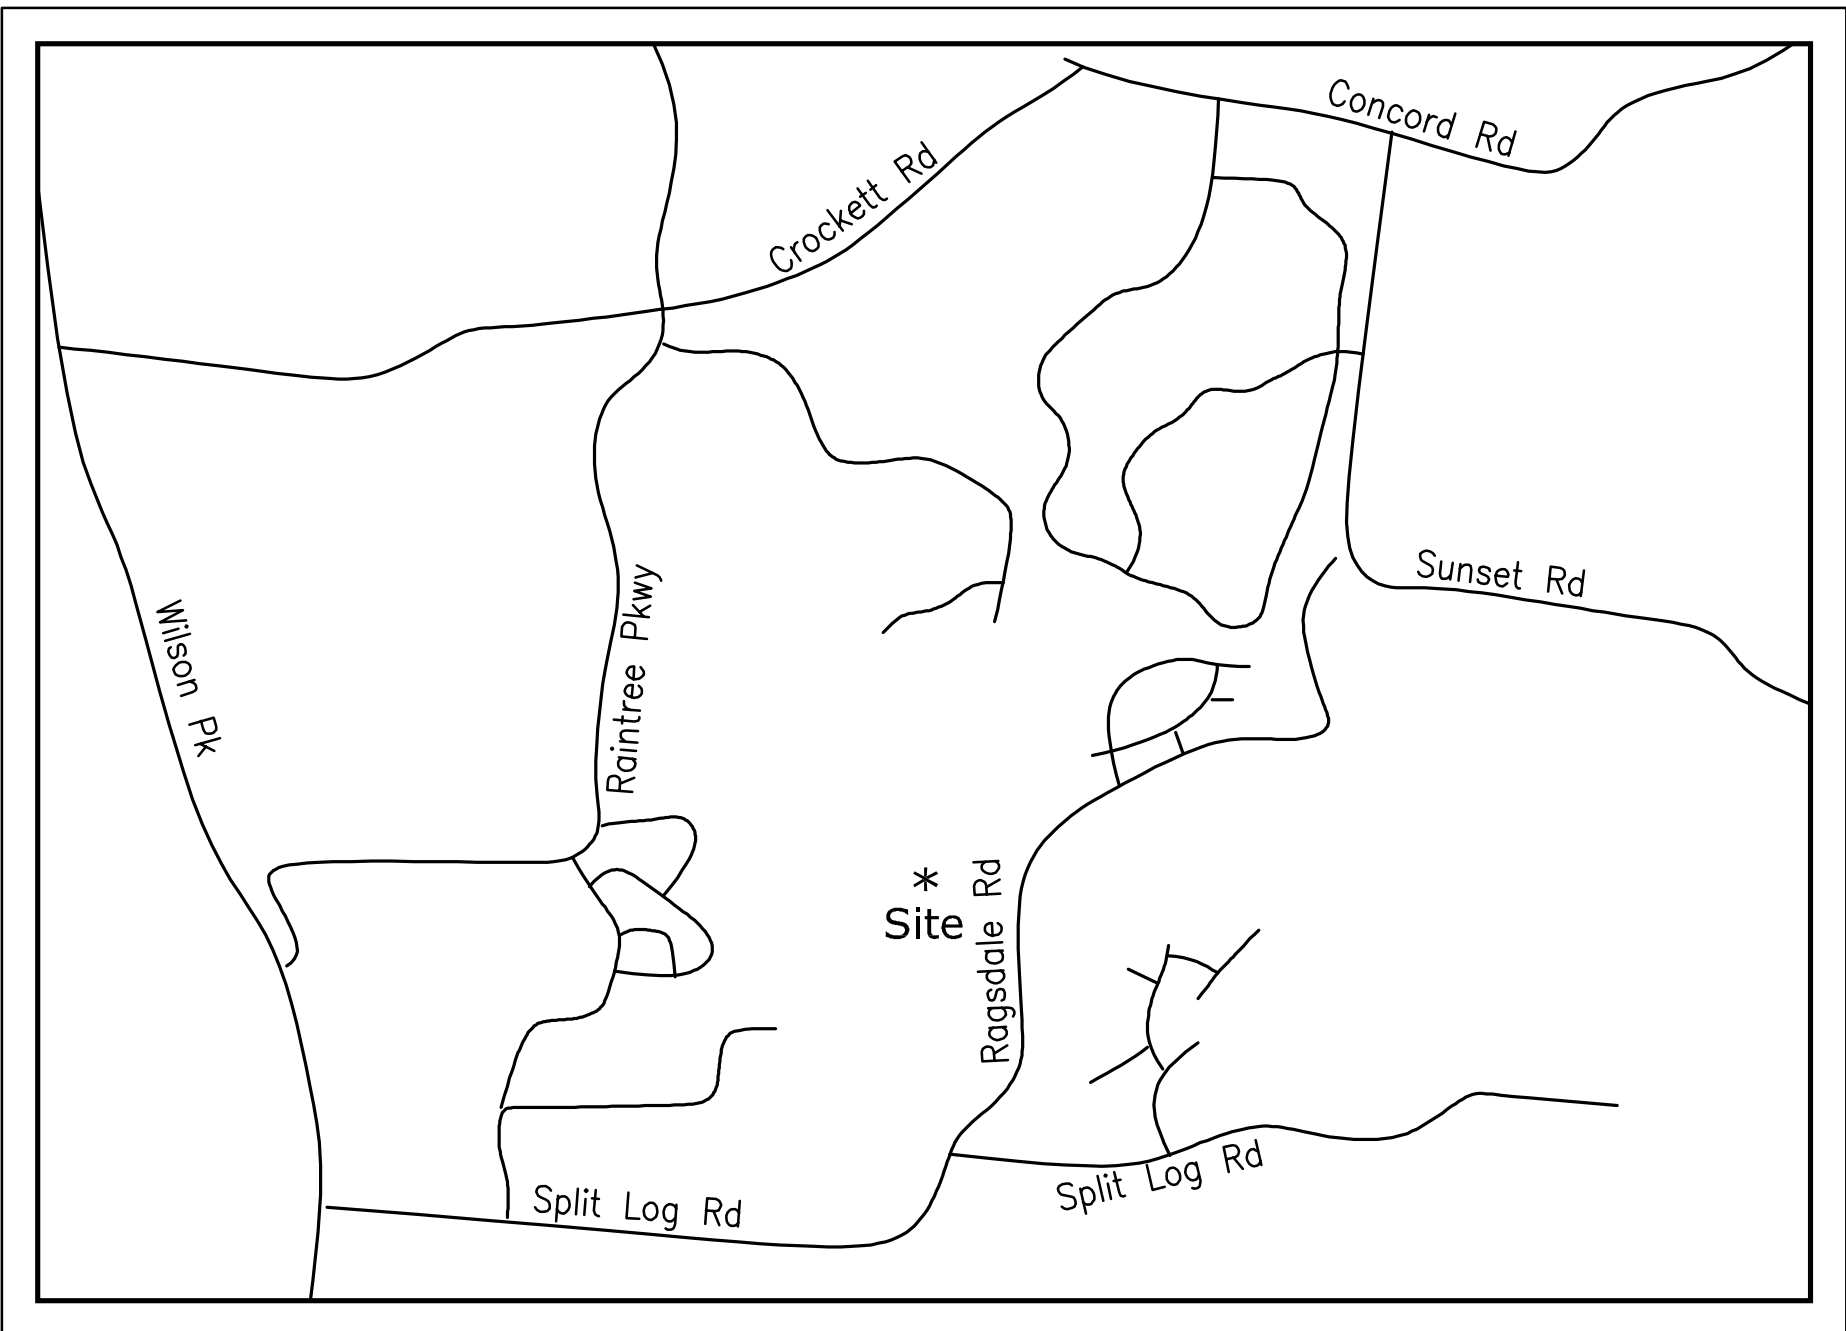 Concord Rd
Crockett Rd
Sunset Rd
Wilson Pk
Raintree Pkwy
*
Site
Ragsdale Rd
Split Log Rd
Split Log Rd